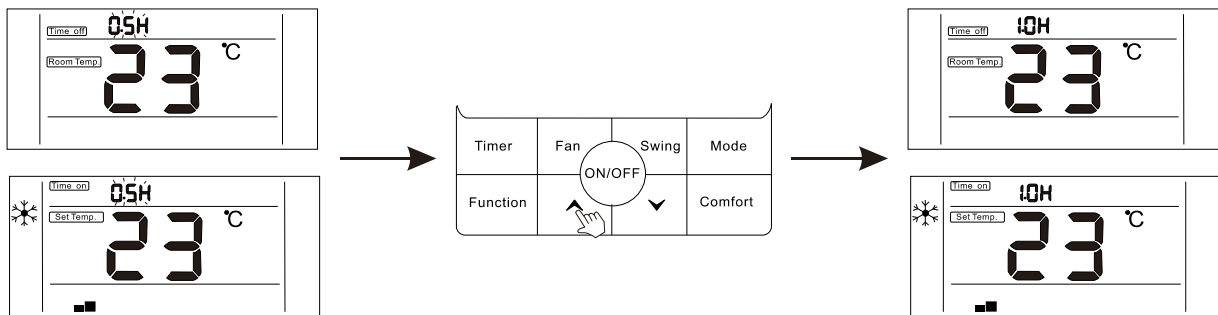 Time off 0.5H
Room Temp. 23 °C
Time on 0.5H
Set Temp. 23 °C
Timer Fan Swing Mode
ON/OFF
Function Comfort
Time off 1.0H
Room Temp. 23 °C
Time on 1.0H
Set Temp. 23 °C